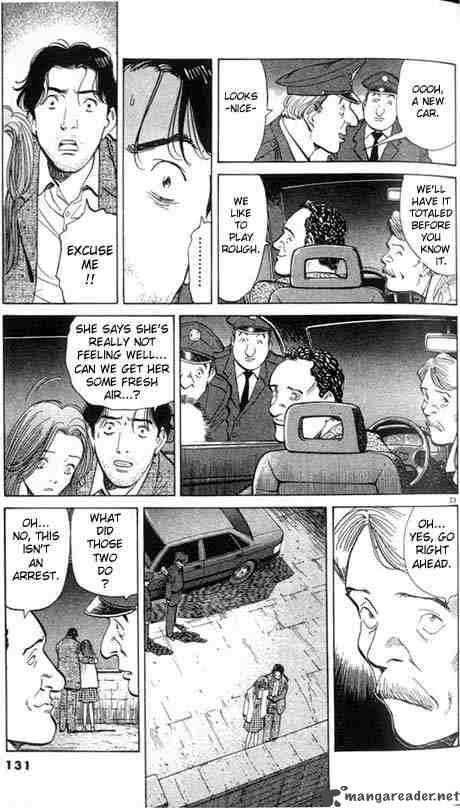 OOOH,
A NEW
CAR.
LOOKS
-NICE-
WE'LL
HAVE IT
TOTALED
BEFORE
YOU
KNOW
IT.
WE
LIKE
TO
PLAY
ROUGH.
..........
EXCUSE
ME
!!
SHE SAYS SHE'S
REALLY NOT
FEELING WELL...
CAN WE GET HER
SOME FRESH
AIR...?
OH...
YES, GO
RIGHT
AHEAD.
WHAT
DID
THOSE
TWO
DO
?
OH...
NO, THIS
ISN'T
AN
ARREST.
131
mangareader.net